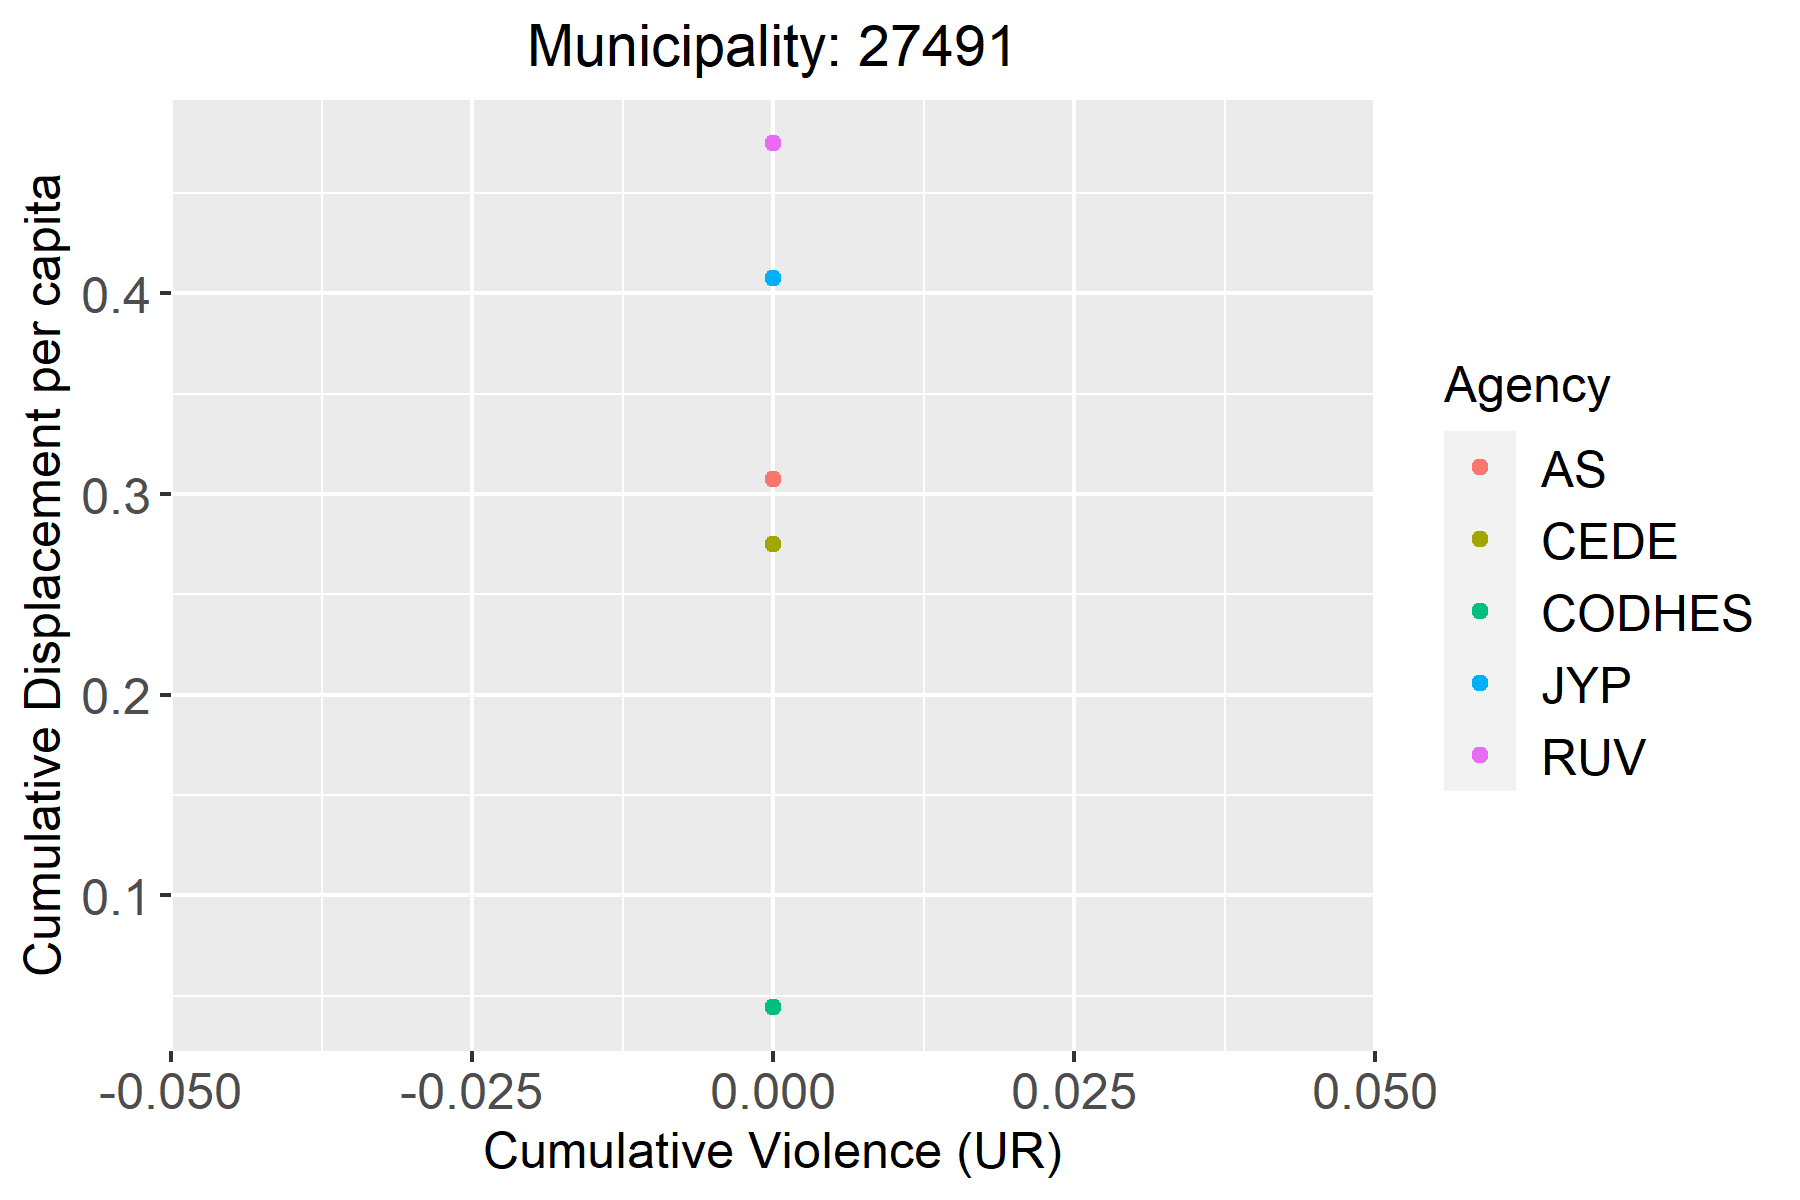 Municipality: 27491
Cumulative Displacement per capita
0.4
0.3
0.2
0.1
-0.050
-0.025
0.000
0.025
0.050
Cumulative Violence (UR)
Agency
AS
CEDE
CODHES
JYP
RUV